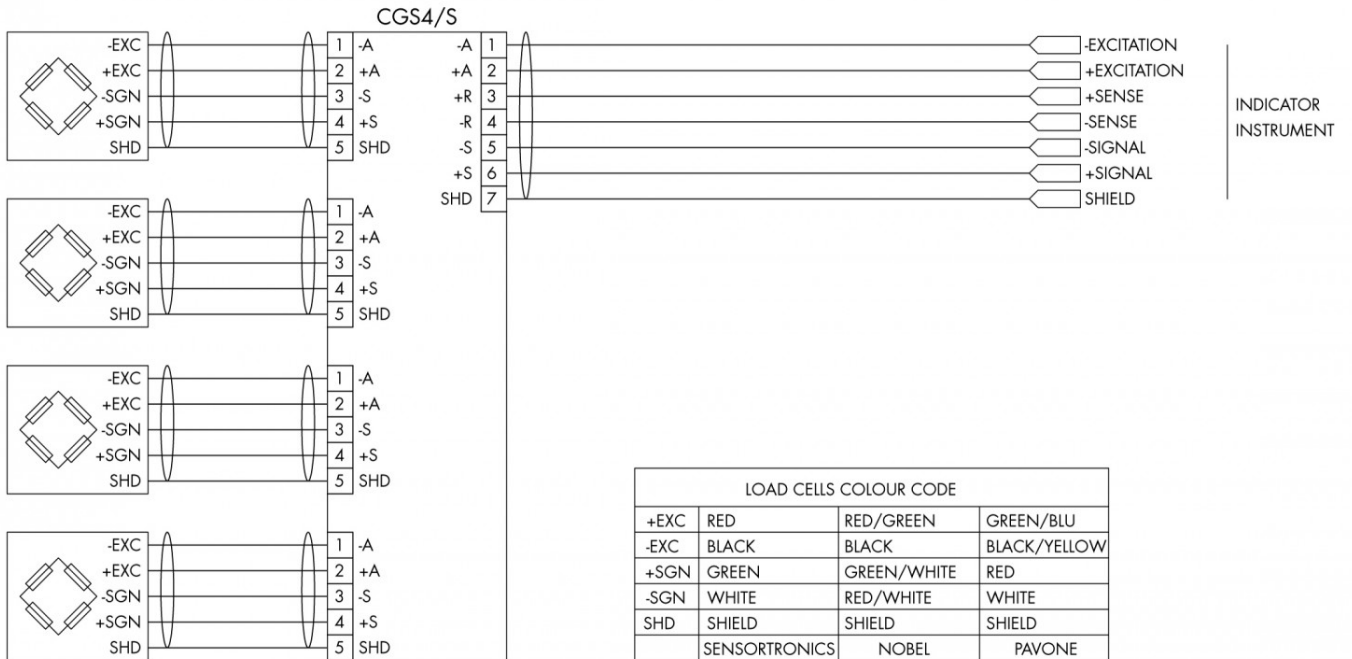 CGS4/S
-EXC 1 -A -A 1 -EXCITATION
+EXC 2 +A +A 2 +EXCITATION
-SGN 3 -S +R 3 +SENSE
+SGN 4 +S -R 4 -SENSE
SHD 5 SHD -S 5 -SIGNAL
+S 6 +SIGNAL
SHD 7 SHIELD
INDICATOR
INSTRUMENT
-EXC 1 -A
+EXC 2 +A
-SGN 3 -S
+SGN 4 +S
SHD 5 SHD
-EXC 1 -A
+EXC 2 +A
-SGN 3 -S
+SGN 4 +S
SHD 5 SHD
-EXC 1 -A
+EXC 2 +A
-SGN 3 -S
+SGN 4 +S
SHD 5 SHD
LOAD CELLS COLOUR CODE
+EXC RED RED/GREEN GREEN/BLU
-EXC BLACK BLACK BLACK/YELLOW
+SGN GREEN GREEN/WHITE RED
-SGN WHITE RED/WHITE WHITE
SHD SHIELD SHIELD SHIELD
SENSORTRONICS NOBEL PAVONE